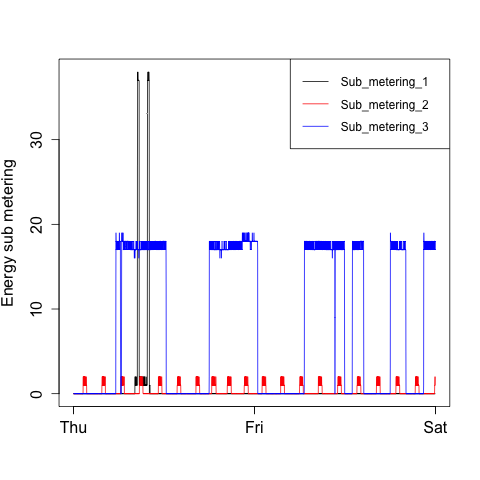 Sub_metering_1
Sub_metering_2
Sub_metering_3
Energy sub metering
30
20
10
0
Thu Fri Sat